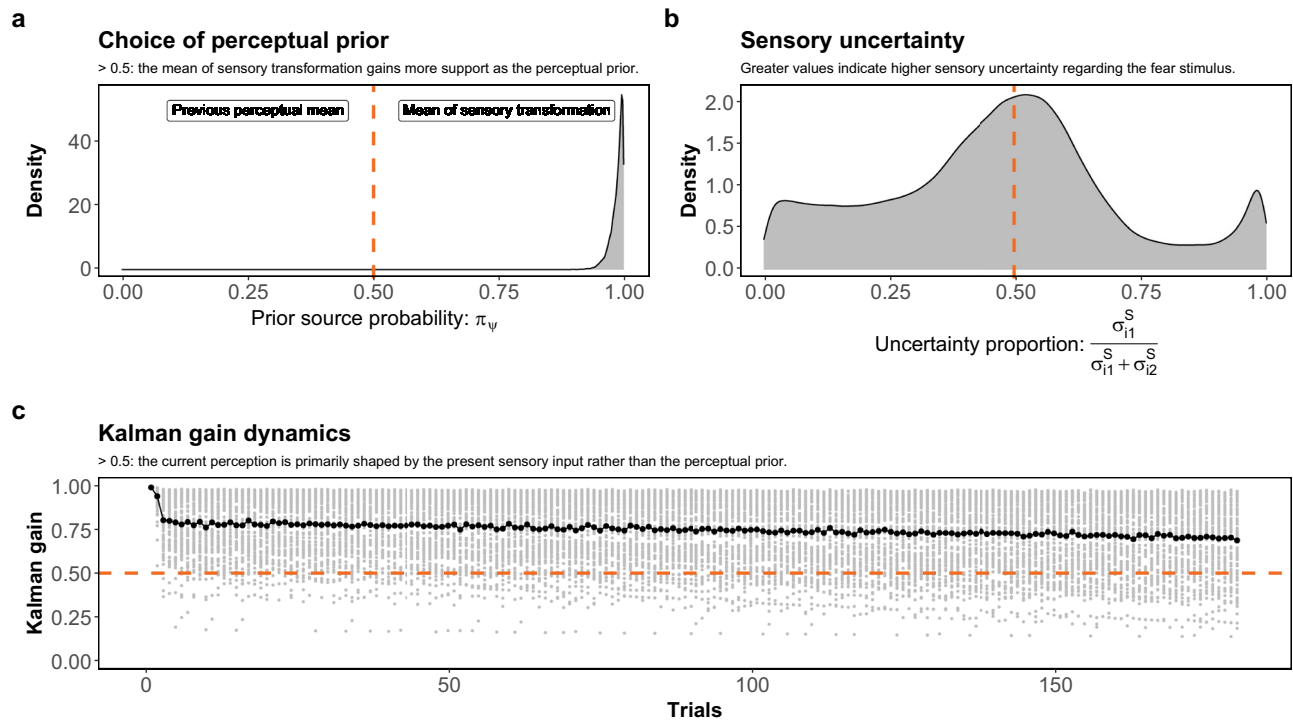 a
Choice of perceptual prior
> 0.5: the mean of sensory transformation gains more support as the perceptual prior.
Previous perceptual mean
Mean of sensory transformation
Density
40
20
0
0.00 0.25 0.50 0.75 1.00
Prior source probability: πψ
b
Sensory uncertainty
Greater values indicate higher sensory uncertainty regarding the fear stimulus.
Density
2.0
1.5
1.0
0.5
0.0
0.00 0.25 0.50 0.75 1.00
Uncertainty proportion: σ_{i1}^{S} / (σ_{i1}^{S} + σ_{i2}^{S})
c
Kalman gain dynamics
> 0.5: the current perception is primarily shaped by the present sensory input rather than the perceptual prior.
Kalman gain
1.00
0.75
0.50
0.25
0.00
0 50 100 150
Trials